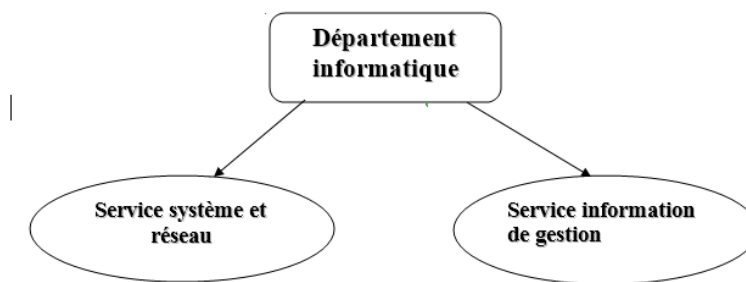 Département
informatique
Service système et
réseau
Service information
de gestion